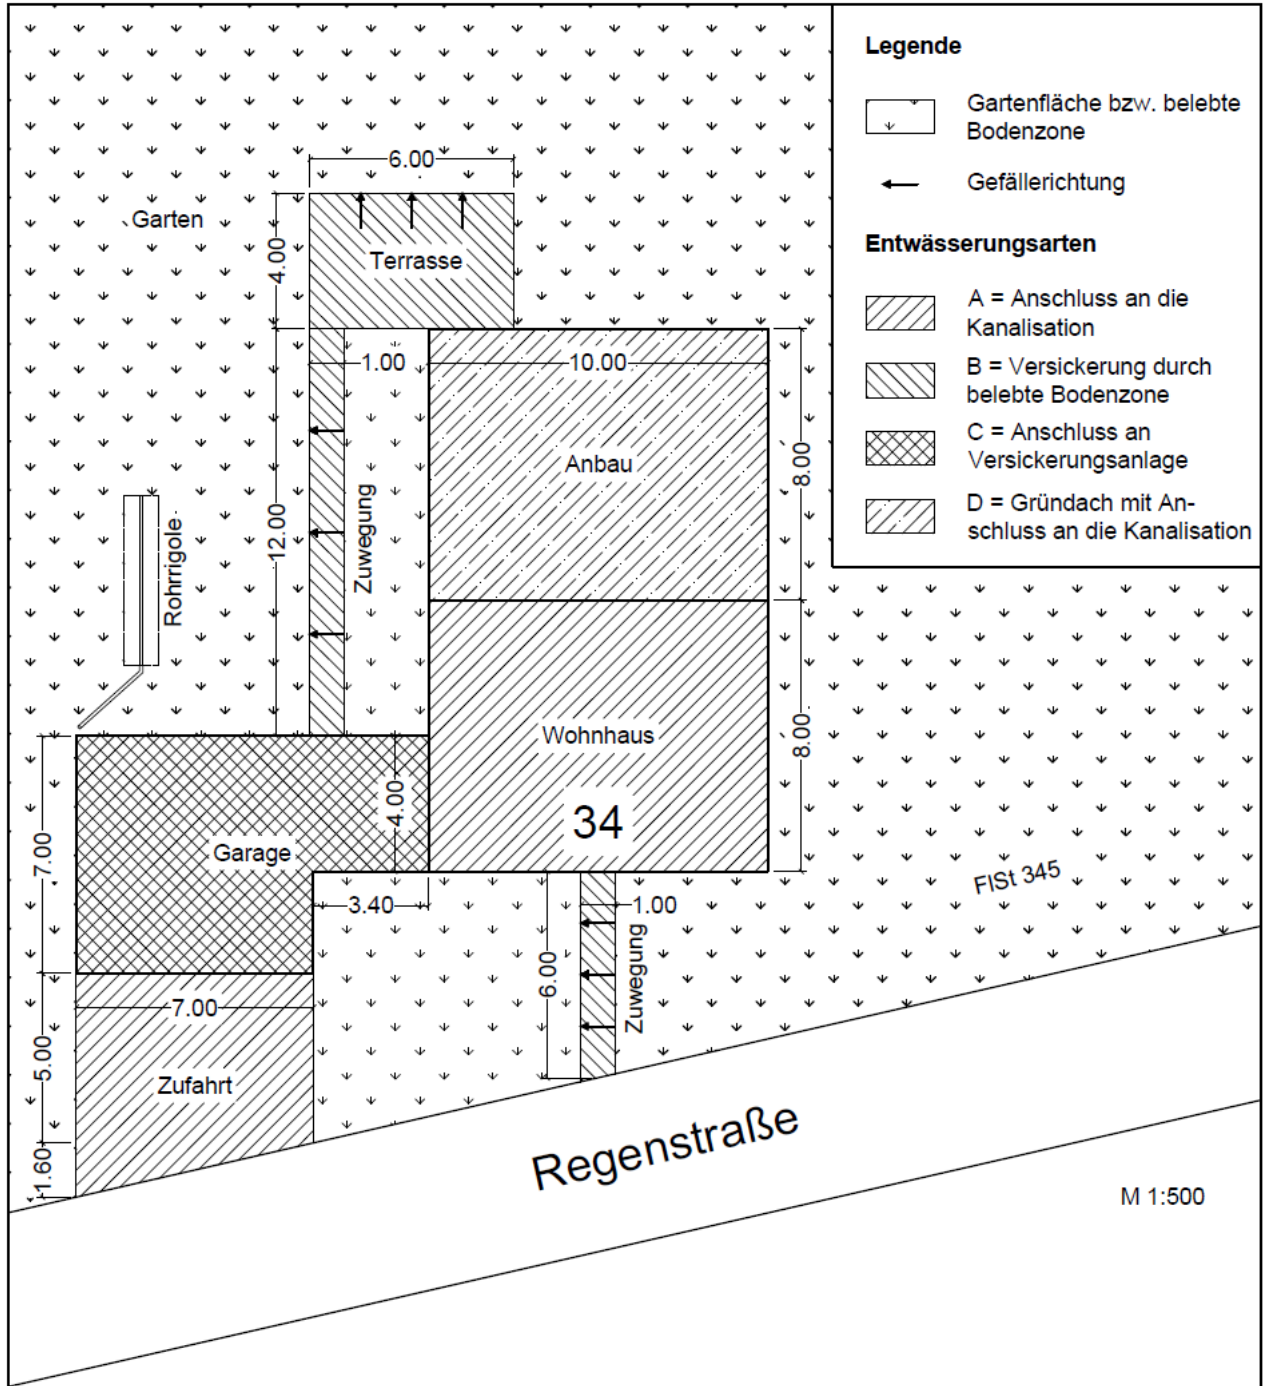 Legende
Gartenfläche bzw. belebte
Bodenzone
Gefällerichtung
Entwässerungsarten
A = Anschluss an die
Kanalisation
B = Versickerung durch
belebte Bodenzone
C = Anschluss an
Versickerungsanlage
D = Gründach mit An-
schluss an die Kanalisation
6.00
Garten
4.00
Terrasse
1.00
10.00
Anbau
8.00
12.00
Zuwegung
Rohrrigole
Wohnhaus
8.00
34
4.00
7.00
Garage
3.40
1.00
FlSt 345
6.00
Zuwegung
7.00
5.00
Zufahrt
1.60
Regenstraße
M 1:500